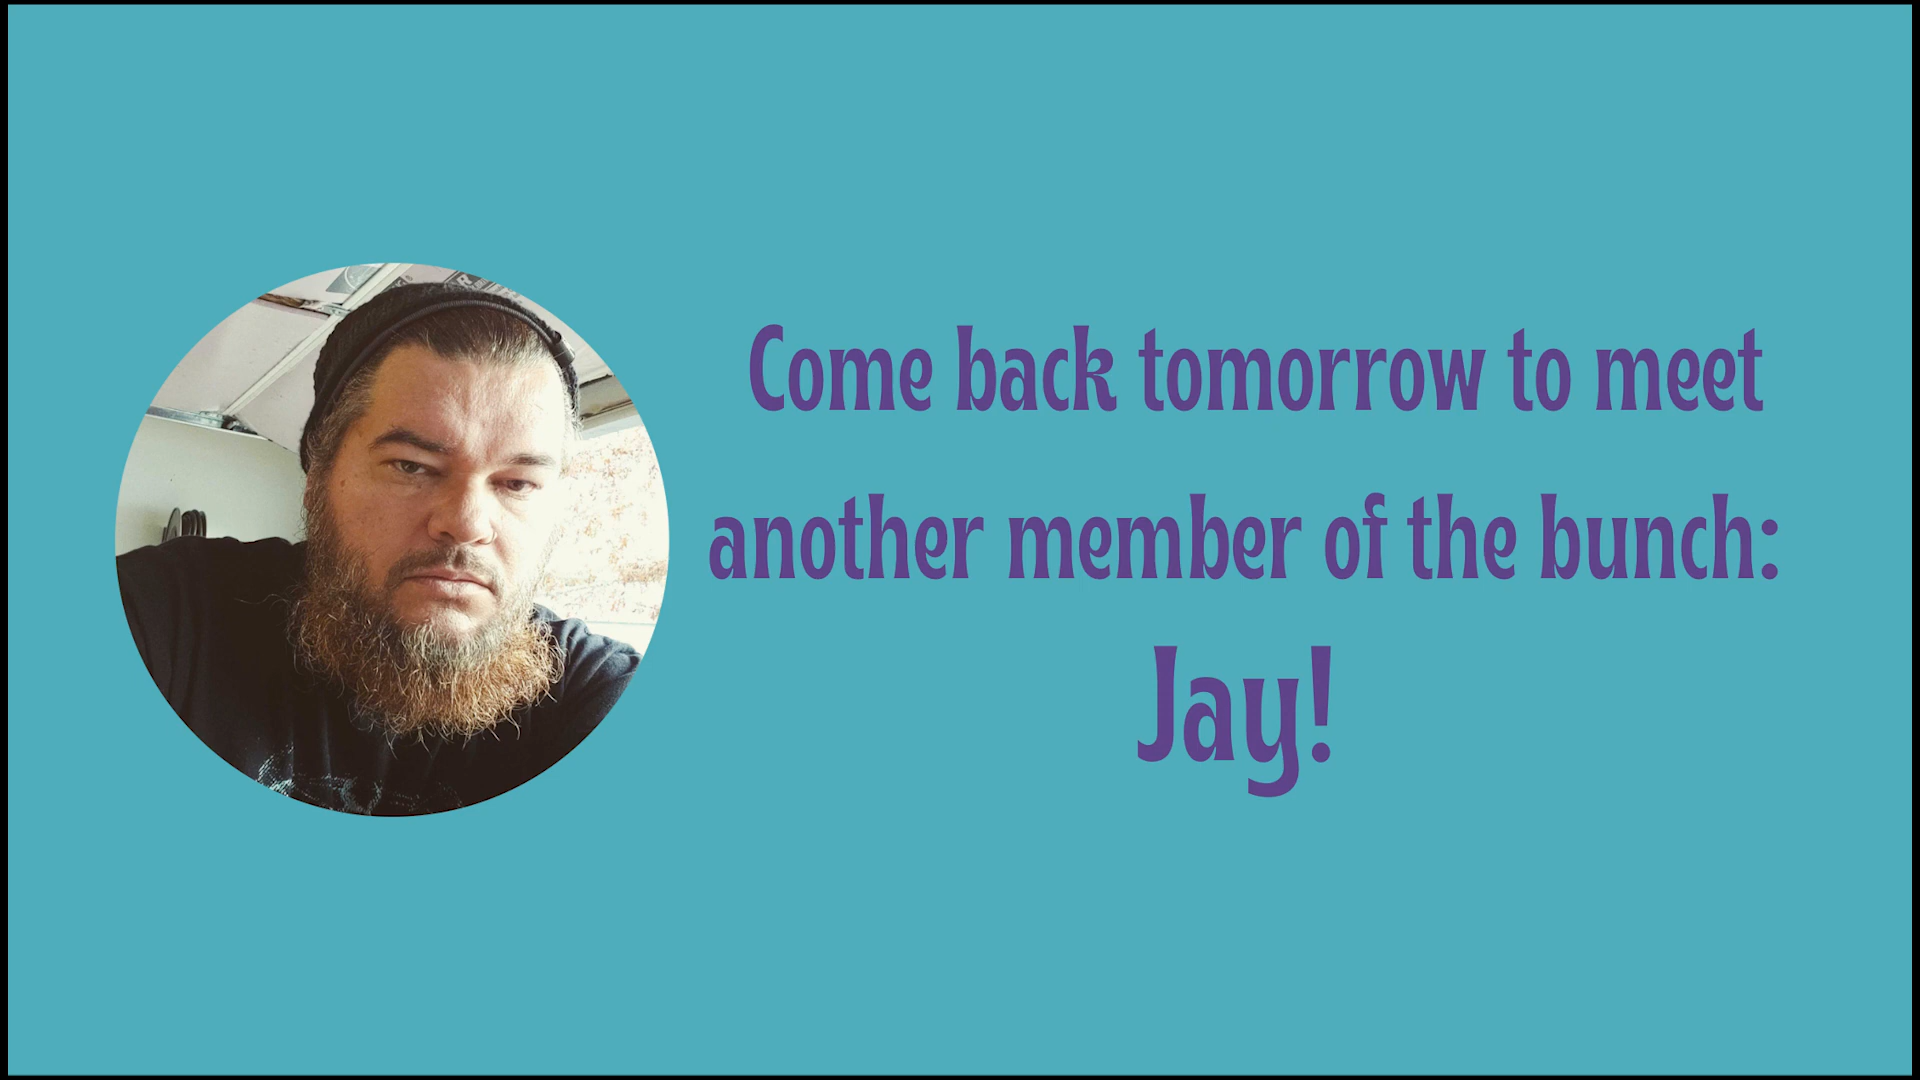 Come back tomorrow to meet
another member of the bunch:
Jay!